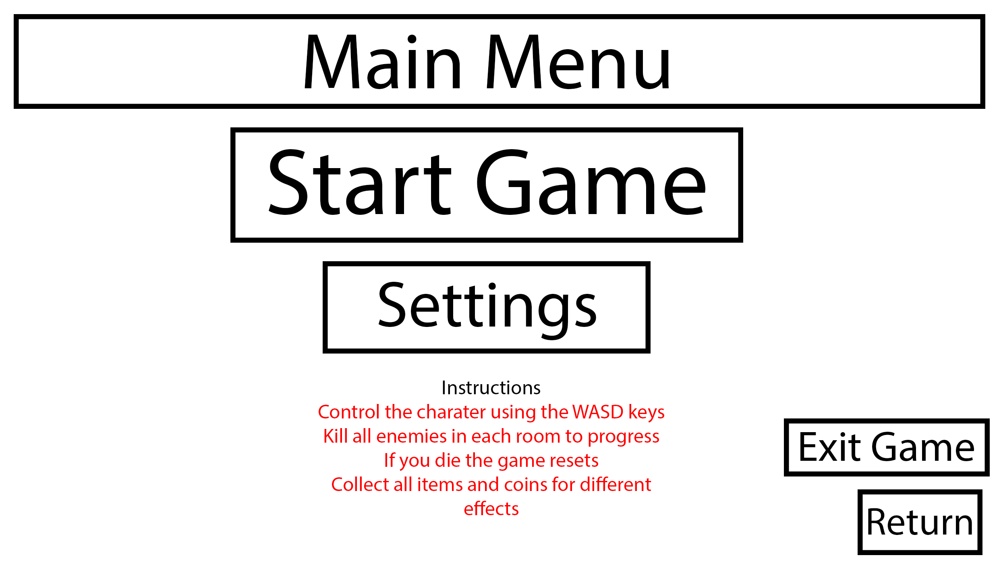 Main Menu
Start Game
Settings
Instructions
Control the charater using the WASD keys
Kill all enemies in each room to progress
If you die the game resets
Collect all items and coins for different
effects
Exit Game
Return